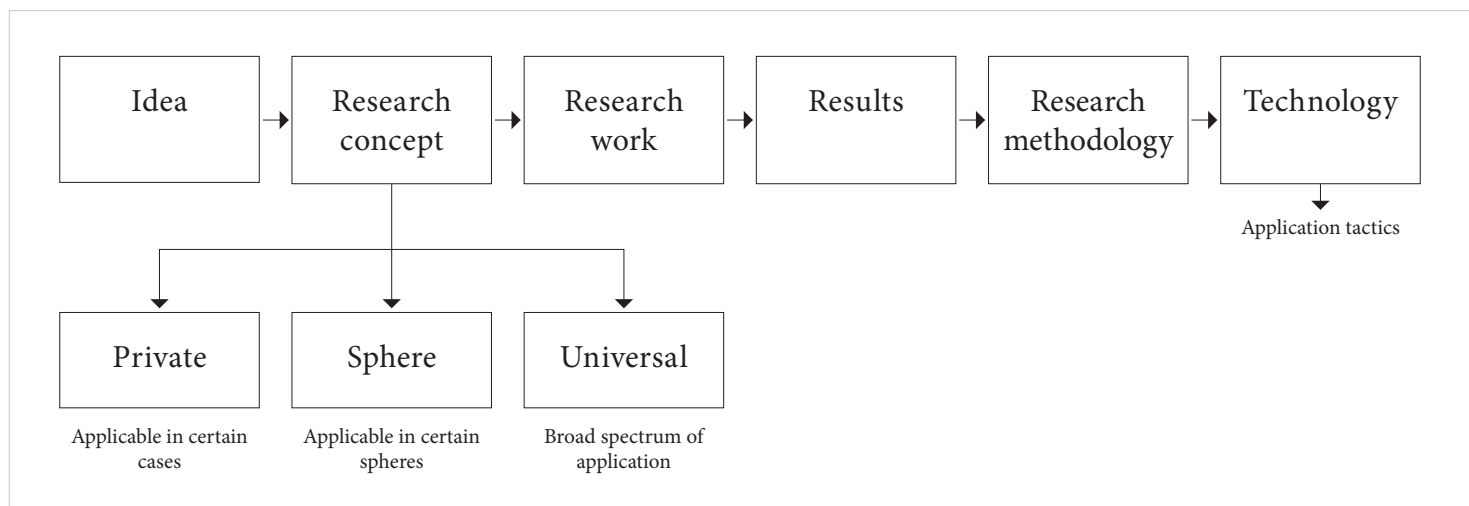 Idea
Research
concept
Research
work
Results
Research
methodology
Technology
Application tactics
Private
Sphere
Universal
Applicable in certain
cases
Applicable in certain
spheres
Broad spectrum of
application